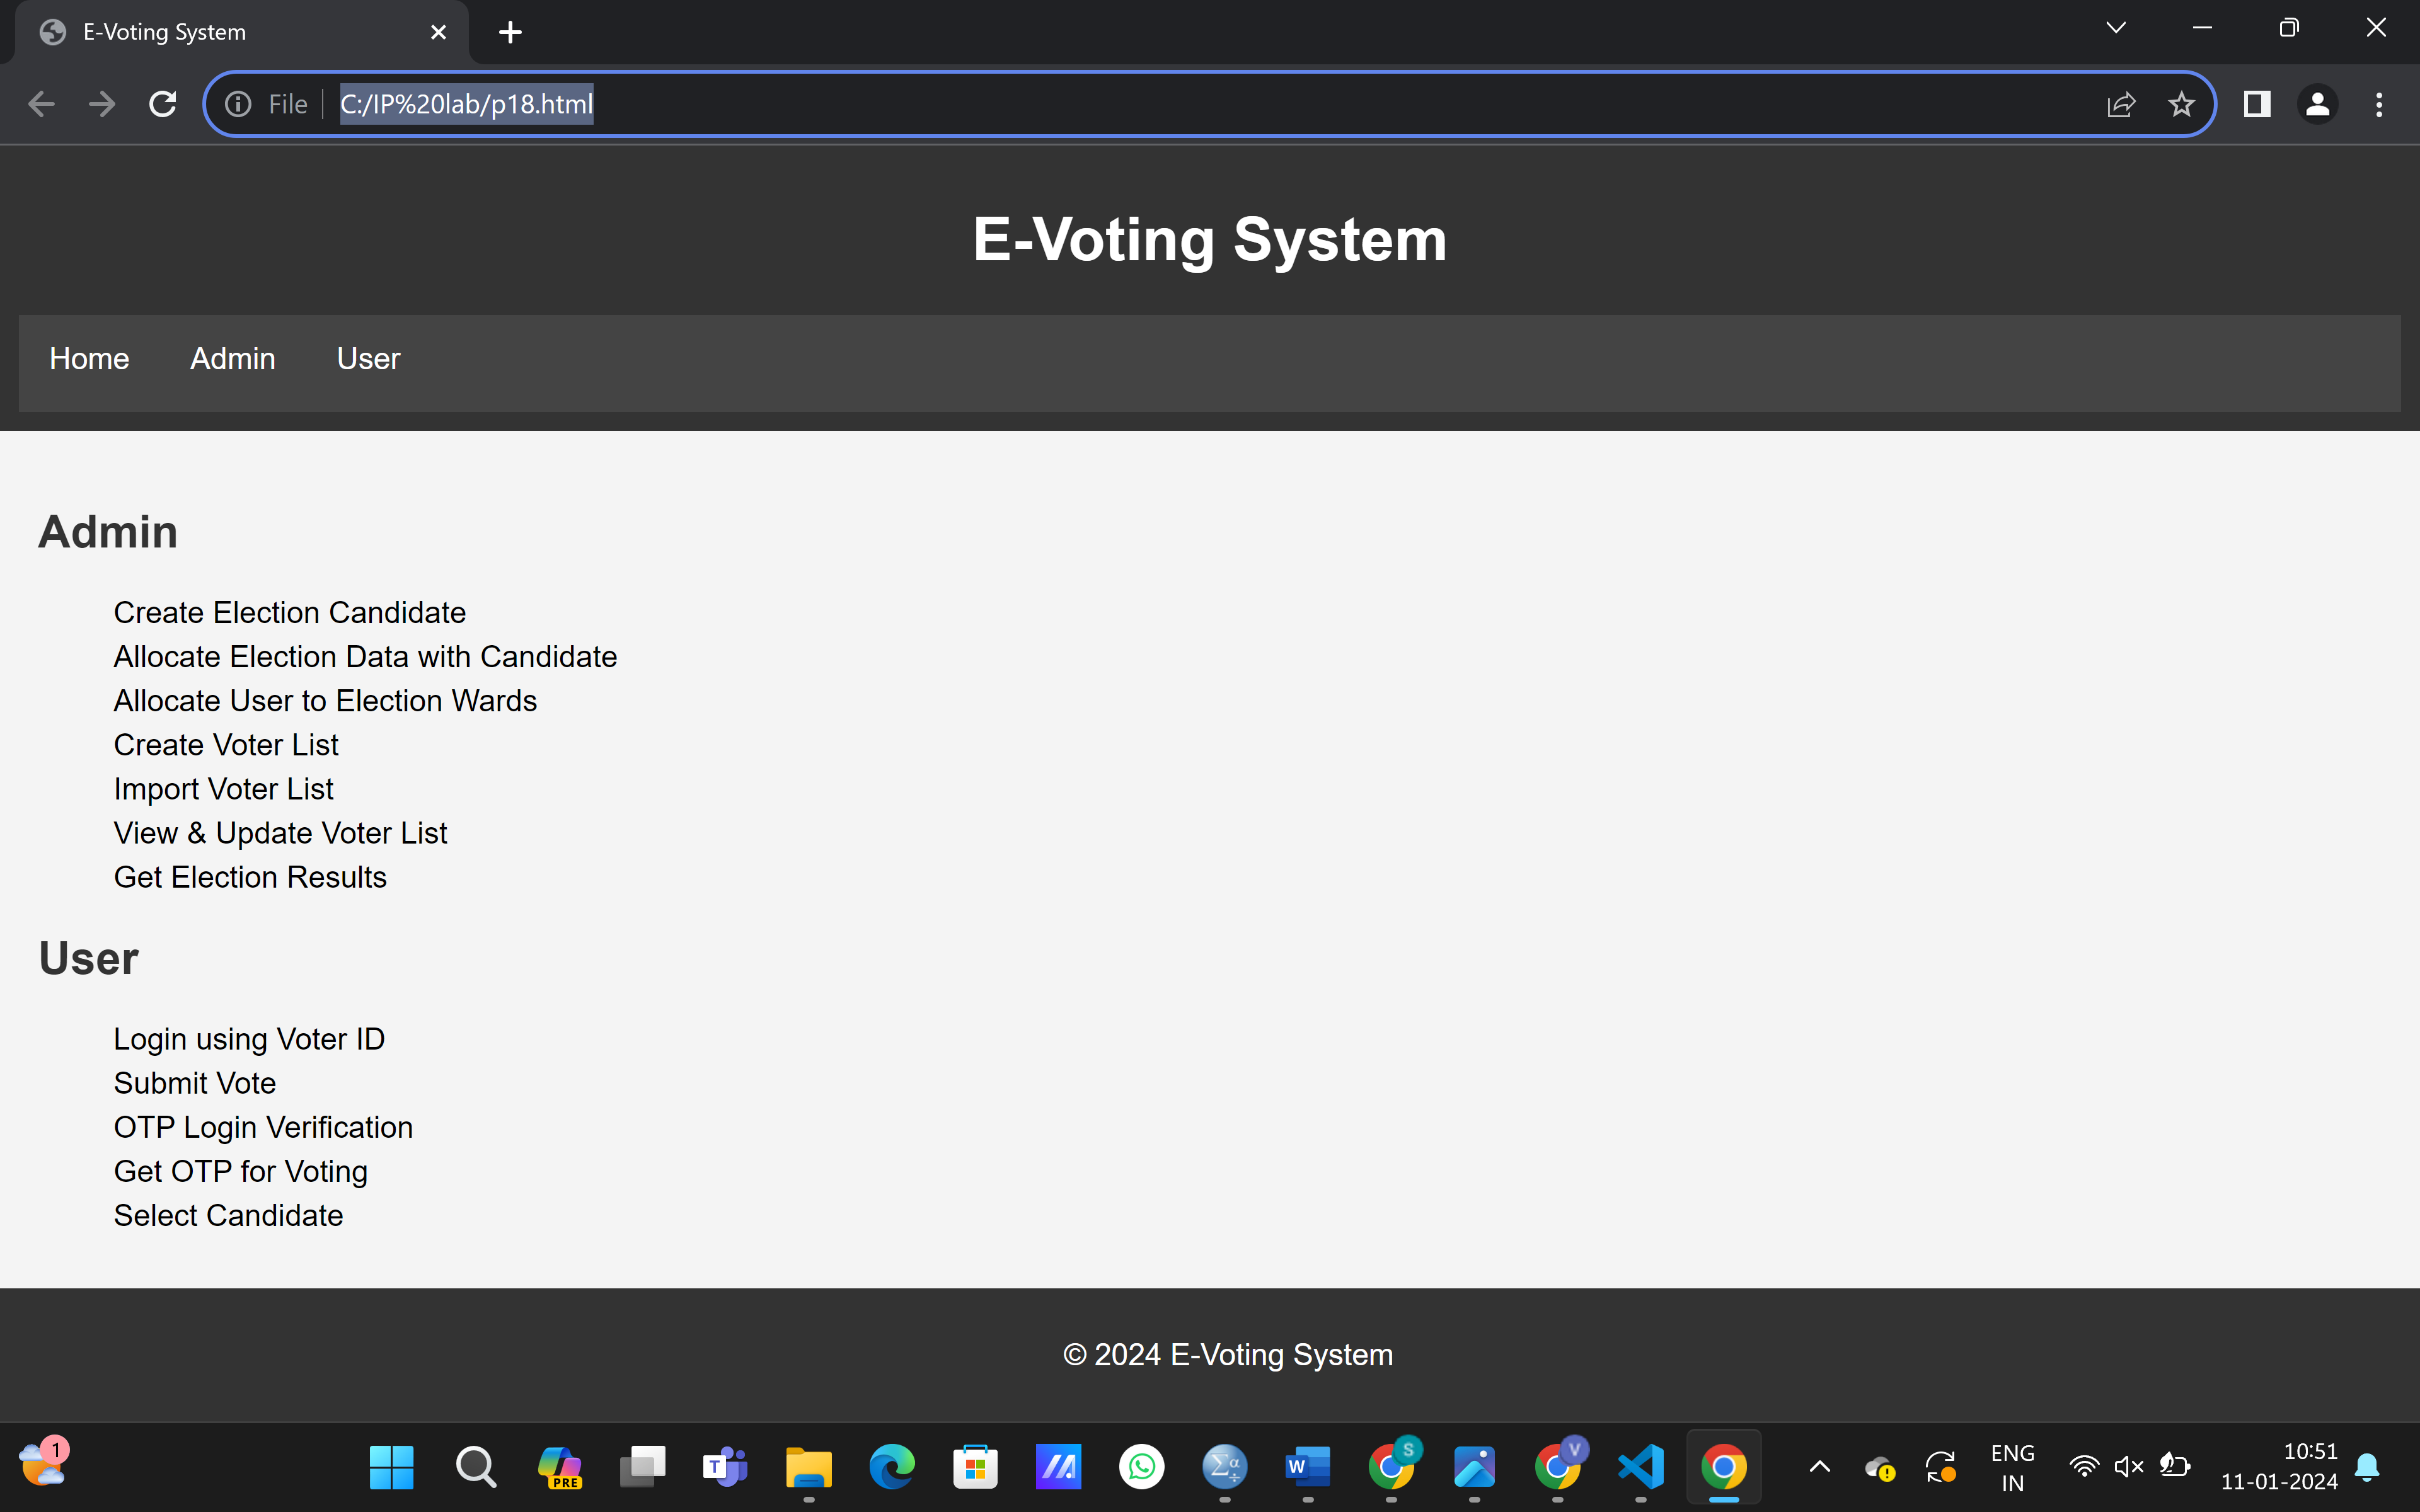 E-Voting System
File C:/IP%20lab/p18.html
E-Voting System
Home Admin User
Admin
Create Election Candidate
Allocate Election Data with Candidate
Allocate User to Election Wards
Create Voter List
Import Voter List
View & Update Voter List
Get Election Results
User
Login using Voter ID
Submit Vote
OTP Login Verification
Get OTP for Voting
Select Candidate
© 2024 E-Voting System
1
PRE
T
W
S
V
ENG
IN
10:51
11-01-2024